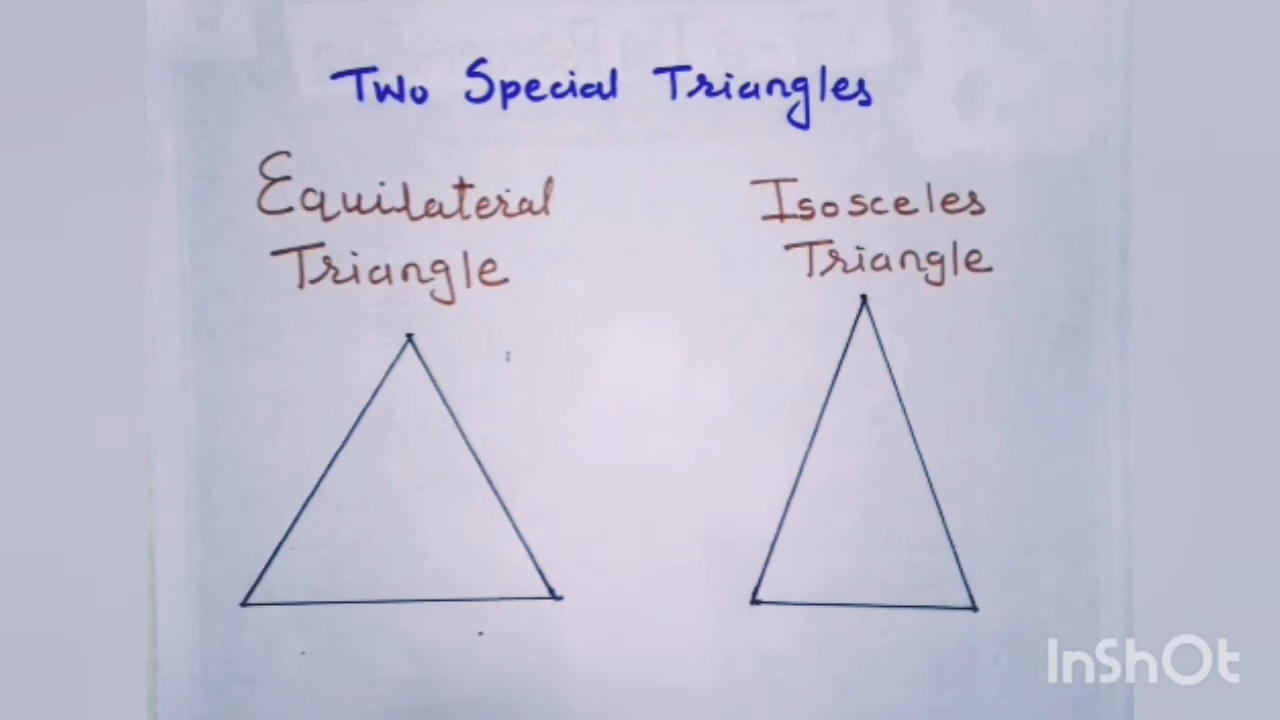 Two Special Triangles
Equilateral
Triangle
Isosceles
Triangle
InShOt